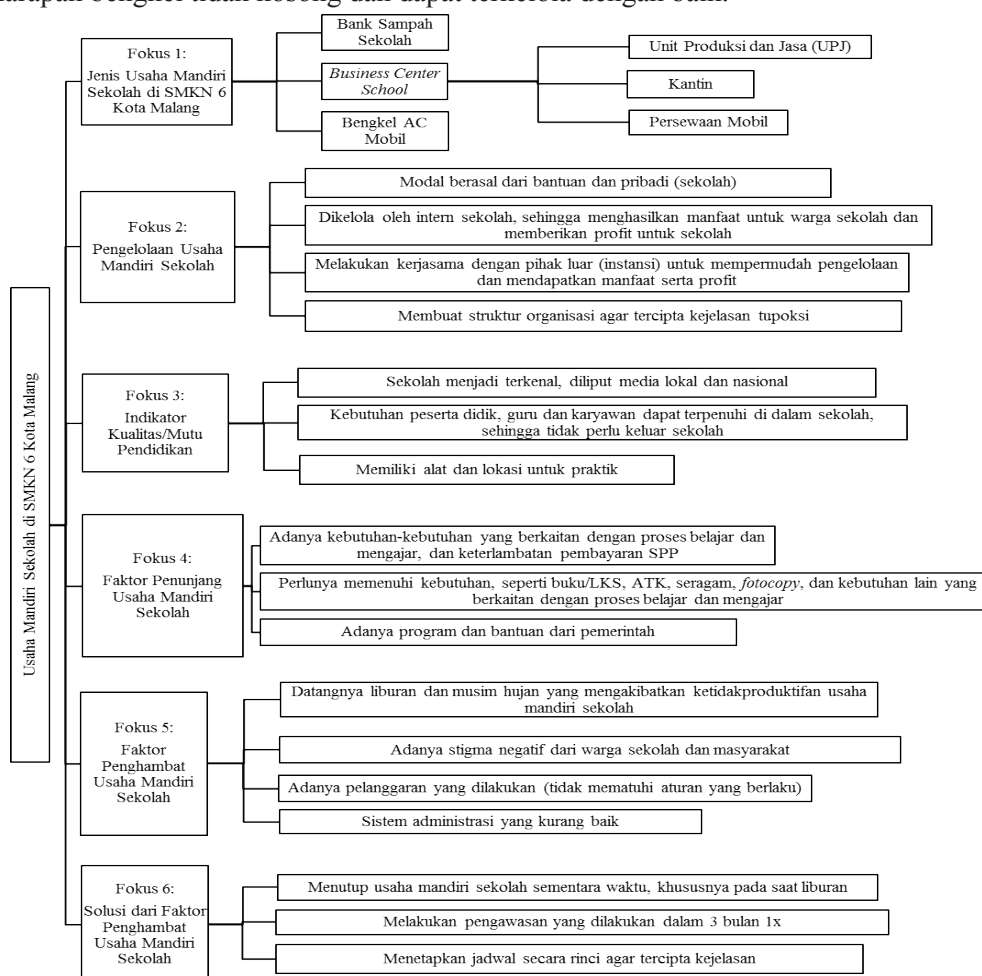 harapan bengkel tidak kosong dan dapat terkelola dengan baik.
Usaha Mandiri Sekolah di SMKN 6 Kota Malang
Fokus 1:
Jenis Usaha Mandiri
Sekolah di SMKN 6
Kota Malang
Bank Sampah
Sekolah
Business Center
School
Bengkel AC
Mobil
Unit Produksi dan Jasa (UPJ)
Kantin
Persewaan Mobil
Fokus 2:
Pengelolaan Usaha
Mandiri Sekolah
Modal berasal dari bantuan dan pribadi (sekolah)
Dikelola oleh intern sekolah, sehingga menghasilkan manfaat untuk warga sekolah dan
memberikan profit untuk sekolah
Melakukan kerjasama dengan pihak luar (instansi) untuk mempermudah pengelolaan
dan mendapatkan manfaat serta profit
Membuat struktur organisasi agar tercipta kejelasan tupoksi
Fokus 3:
Indikator
Kualitas/Mutu
Pendidikan
Sekolah menjadi terkenal, diliput media lokal dan nasional
Kebutuhan peserta didik, guru dan karyawan dapat terpenuhi di dalam sekolah,
sehingga tidak perlu keluar sekolah
Memiliki alat dan lokasi untuk praktik
Fokus 4:
Faktor Penunjang
Usaha Mandiri
Sekolah
Adanya kebutuhan-kebutuhan yang berkaitan dengan proses belajar dan
mengajar, dan keterlambatan pembayaran SPP
Perlunya memenuhi kebutuhan, seperti buku/LKS, ATK, seragam, fotocopy, dan kebutuhan lain yang
berkaitan dengan proses belajar dan mengajar
Adanya program dan bantuan dari pemerintah
Fokus 5:
Faktor
Penghambat
Usaha Mandiri
Sekolah
Datangnya liburan dan musim hujan yang mengakibatkan ketidakproduktifan usaha
mandiri sekolah
Adanya stigma negatif dari warga sekolah dan masyarakat
Adanya pelanggaran yang dilakukan (tidak mematuhi aturan yang berlaku)
Sistem administrasi yang kurang baik
Fokus 6:
Solusi dari Faktor
Penghambat
Usaha Mandiri
Sekolah
Menutup usaha mandiri sekolah sementara waktu, khususnya pada saat liburan
Melakukan pengawasan yang dilakukan dalam 3 bulan 1x
Menetapkan jadwal secara rinci agar tercipta kejelasan